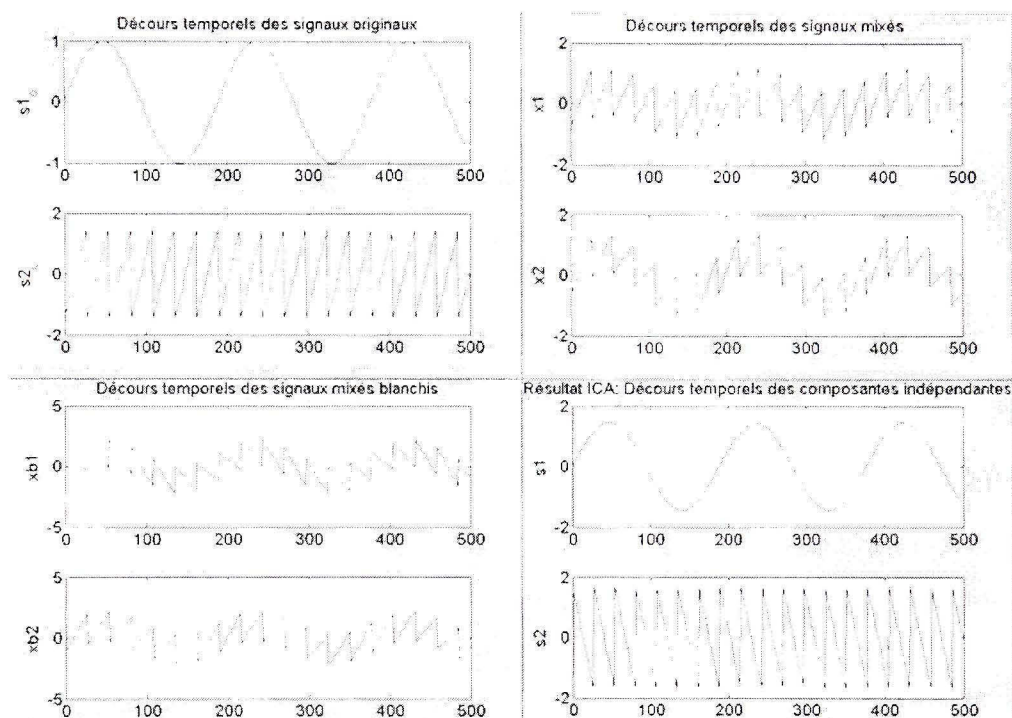 Décours temporels des signaux originaux
1
0
-1
s1₀
0 100 200 300 400 500
2
0
-2
s2
0 100 200 300 400 500
Décours temporels des signaux mixés
2
0
-2
x1
0 100 200 300 400 500
2
0
-2
x2
0 100 200 300 400 500
Décours temporels des signaux mixés blanchis
5
0
-5
xb1
0 100 200 300 400 500
5
0
-5
xb2
0 100 200 300 400 500
Résultat ICA: Décours temporels des composantes indépendantes
2
0
-2
s1
0 100 200 300 400 500
2
0
-2
s2
0 100 200 300 400 500